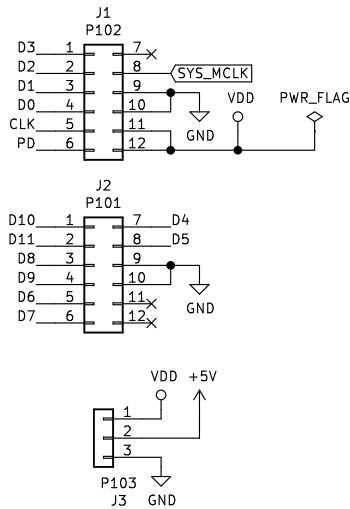 J1
P102
D3 1 7
D2 2 8 SYS_MCLK
D1 3 9 VDD PWR_FLAG
D0 4 10
CLK 5 11 GND
PD 6 12
J2
P101
D10 1 7 D4
D11 2 8 D5
D8 3 9
D9 4 10
D6 5 11 GND
D7 6 12
VDD +5V
1
2
3
P103
J3 GND